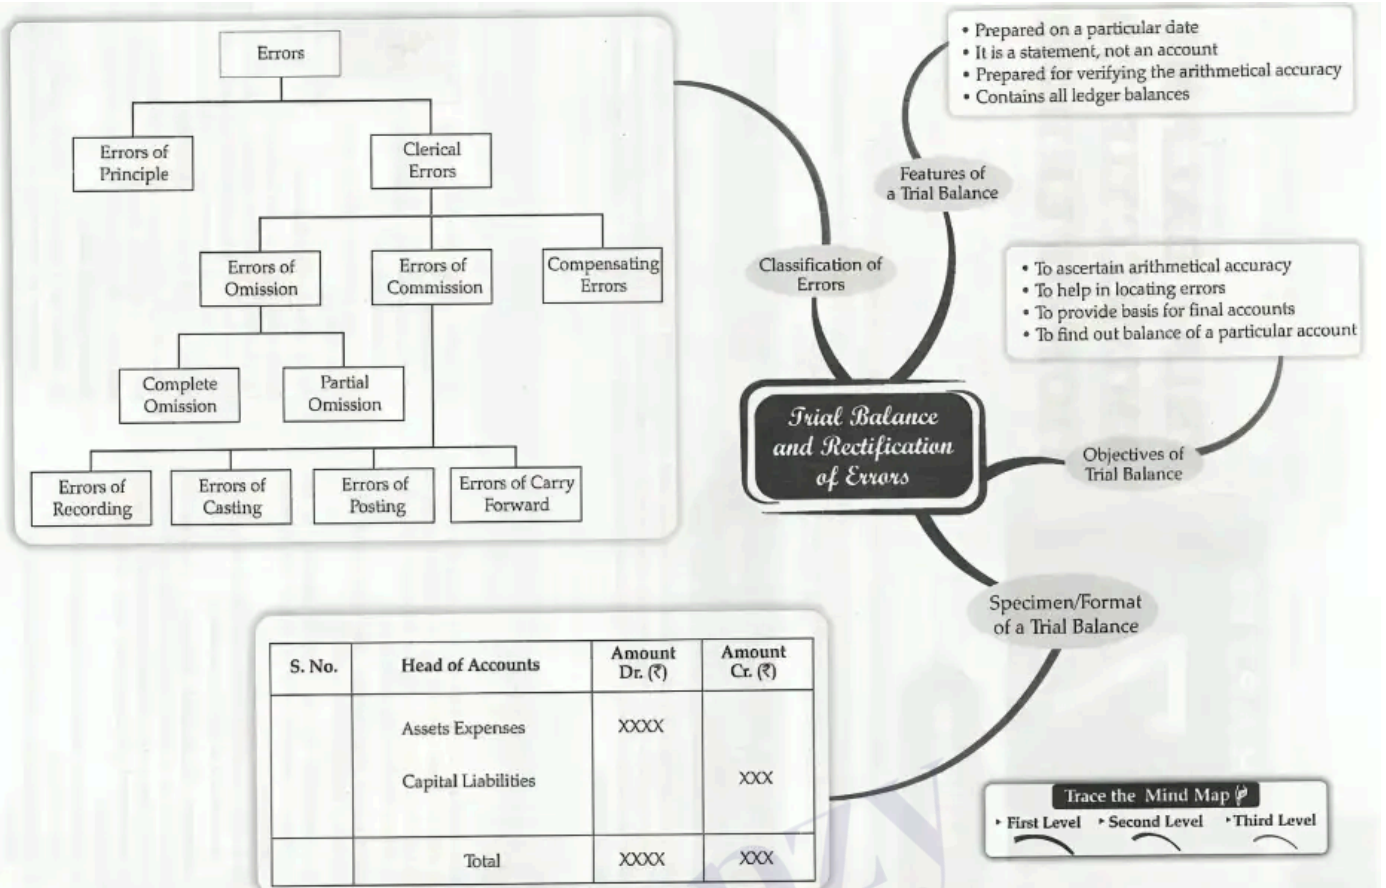 Errors
Errors of
Principle
Clerical
Errors
Errors of
Omission
Errors of
Commission
Compensating
Errors
Complete
Omission
Partial
Omission
Errors of
Recording
Errors of
Casting
Errors of
Posting
Errors of Carry
Forward
Classification of
Errors
• Prepared on a particular date
• It is a statement, not an account
• Prepared for verifying the arithmetical accuracy
• Contains all ledger balances
Features of
a Trial Balance
• To ascertain arithmetical accuracy
• To help in locating errors
• To provide basis for final accounts
• To find out balance of a particular account
Objectives of
Trial Balance
Trial Balance
and Rectification
of Errors
Specimen/Format
of a Trial Balance
S. No. Head of Accounts Amount Dr. (₹) Amount Cr. (₹)
Assets Expenses XXXX
Capital Liabilities XXX
Total XXXX XXX
Trace the Mind Map
‣ First Level ‣ Second Level ‣ Third Level